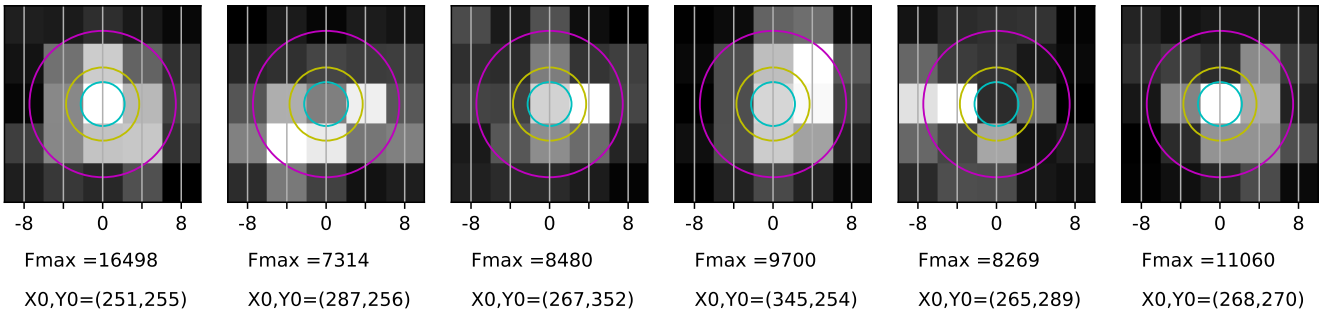 -8 0 8 -8 0 8 -8 0 8 -8 0 8 -8 0 8 -8 0 8
Fmax =16498 Fmax =7314 Fmax =8480 Fmax =9700 Fmax =8269 Fmax =11060
X0,Y0=(251,255) X0,Y0=(287,256) X0,Y0=(267,352) X0,Y0=(345,254) X0,Y0=(265,289) X0,Y0=(268,270)